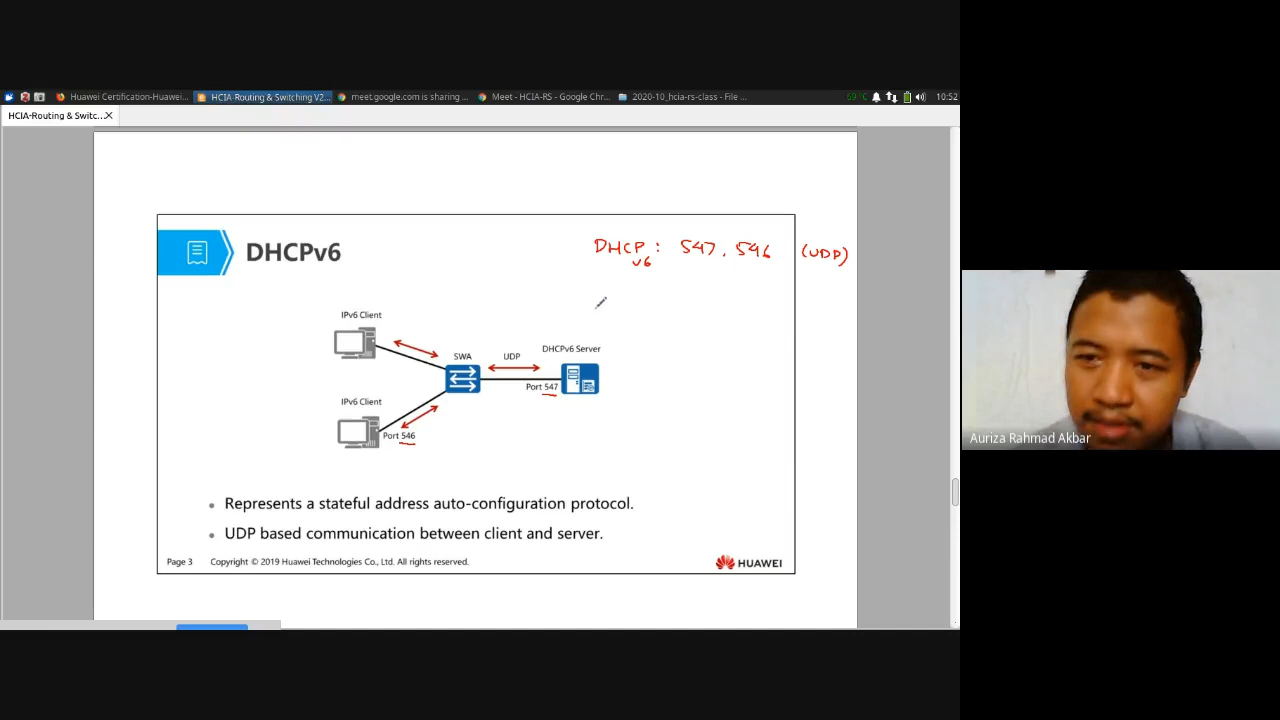 Huawei Certification-Huawei...
HCIA-Routing & Switching V2...
meet.google.com is sharing ...
Meet - HCIA-RS - Google Chr...
2020-10_hcia-rs-class - File ...
69°C
10:52
HCIA-Routing & Switc...
DHCPv6
DHCP : 547, 546 (UDP)
v6
IPv6 Client
SWA
UDP
DHCPv6 Server
Port 547
IPv6 Client
Port 546
Auriza Rahmad Akbar
• Represents a stateful address auto-configuration protocol.
• UDP based communication between client and server.
Page 3
Copyright © 2019 Huawei Technologies Co., Ltd. All rights reserved.
HUAWEI